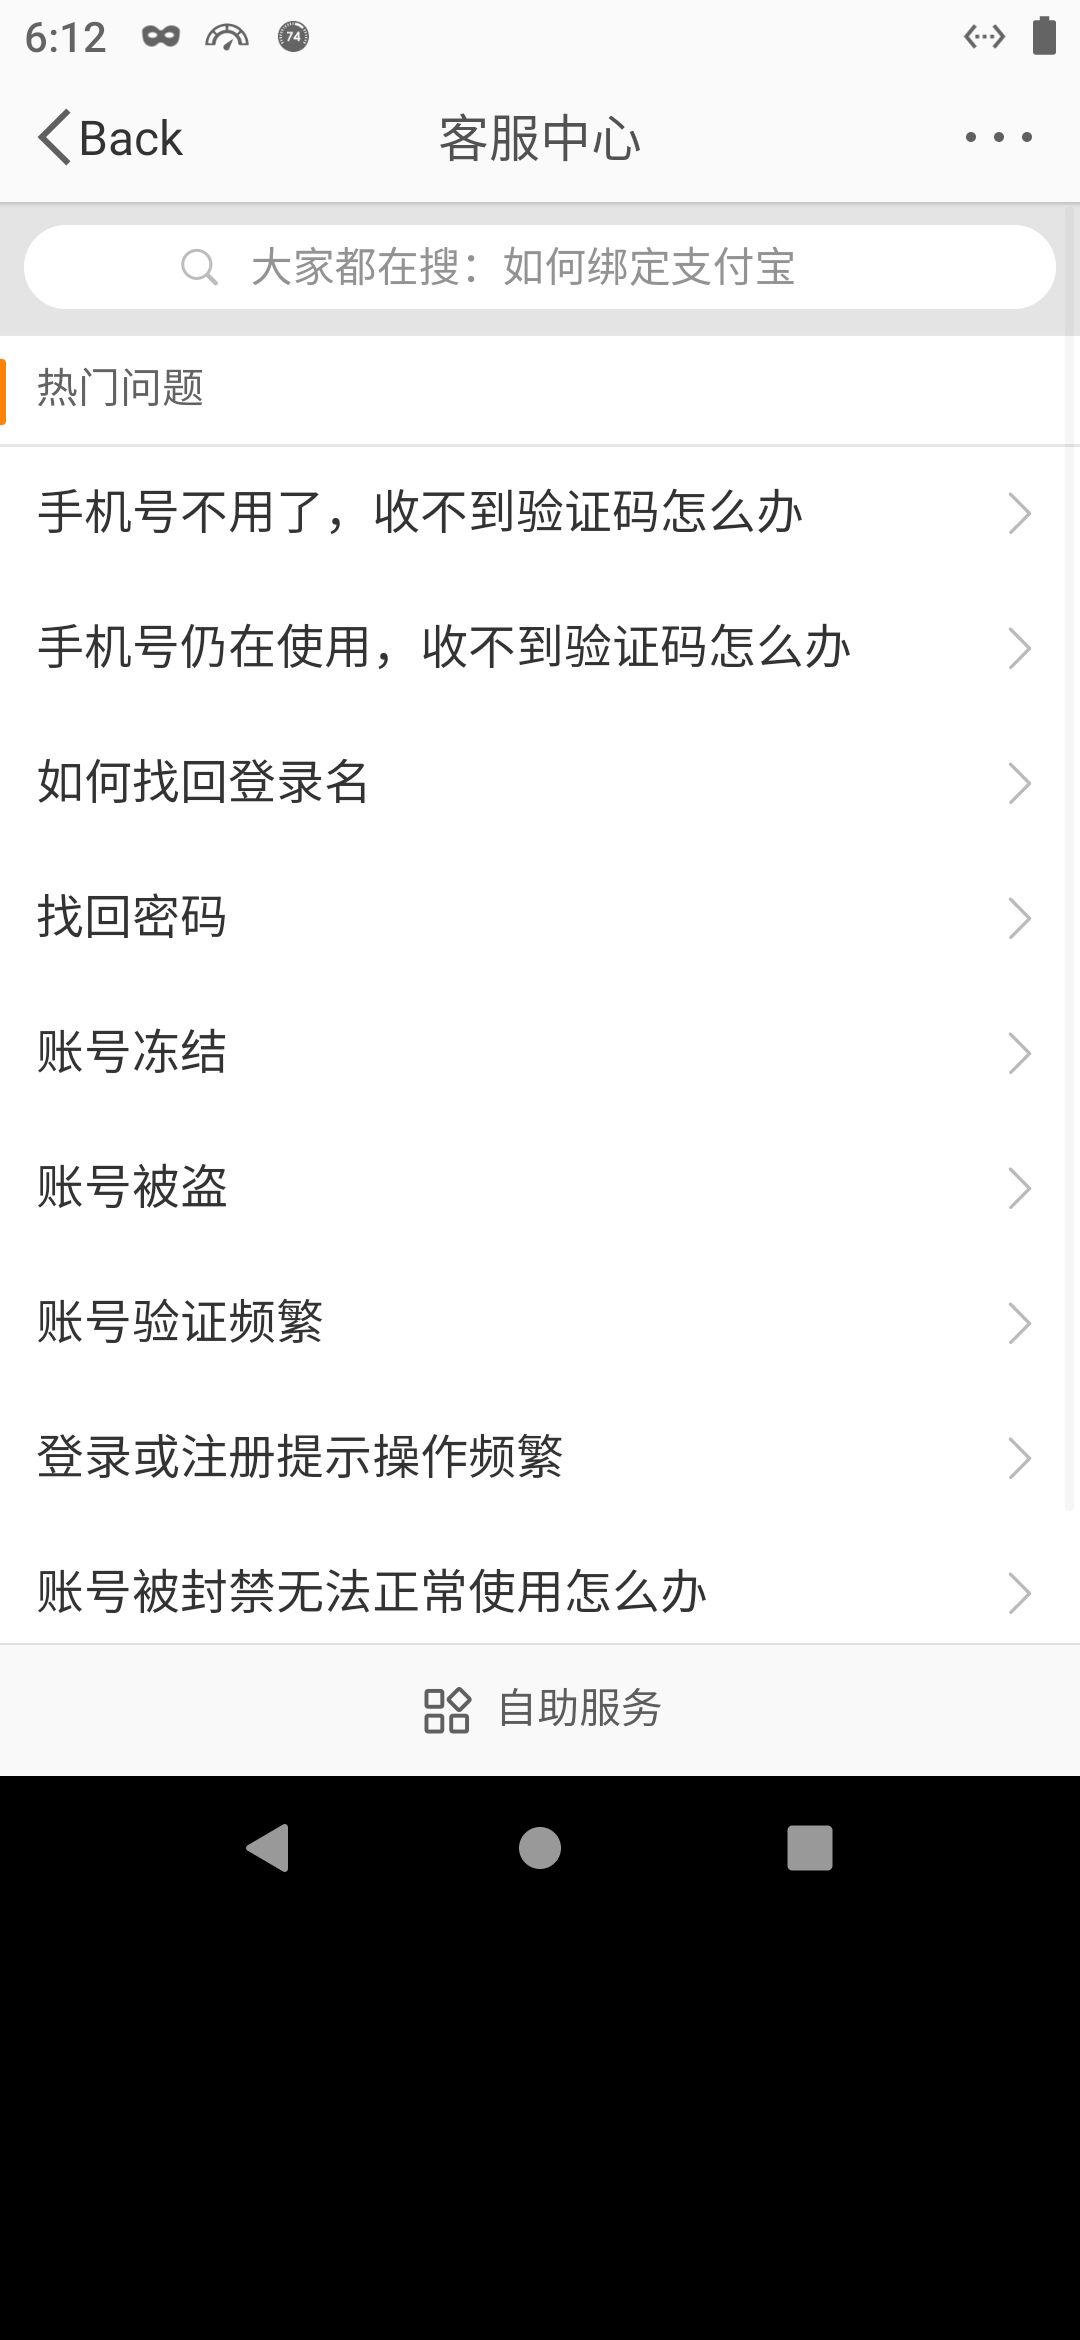 6:12
74
Back
客服中心
大家都在搜：如何绑定支付宝
热门问题
手机号不用了，收不到验证码怎么办
手机号仍在使用，收不到验证码怎么办
如何找回登录名
找回密码
账号冻结
账号被盗
账号验证频繁
登录或注册提示操作频繁
账号被封禁无法正常使用怎么办
自助服务